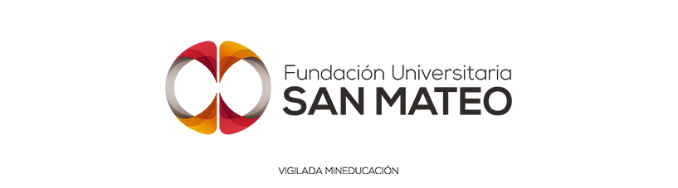 Fundación Universitaria
SAN MATEO
VIGILADA MINEDUCACIÓN